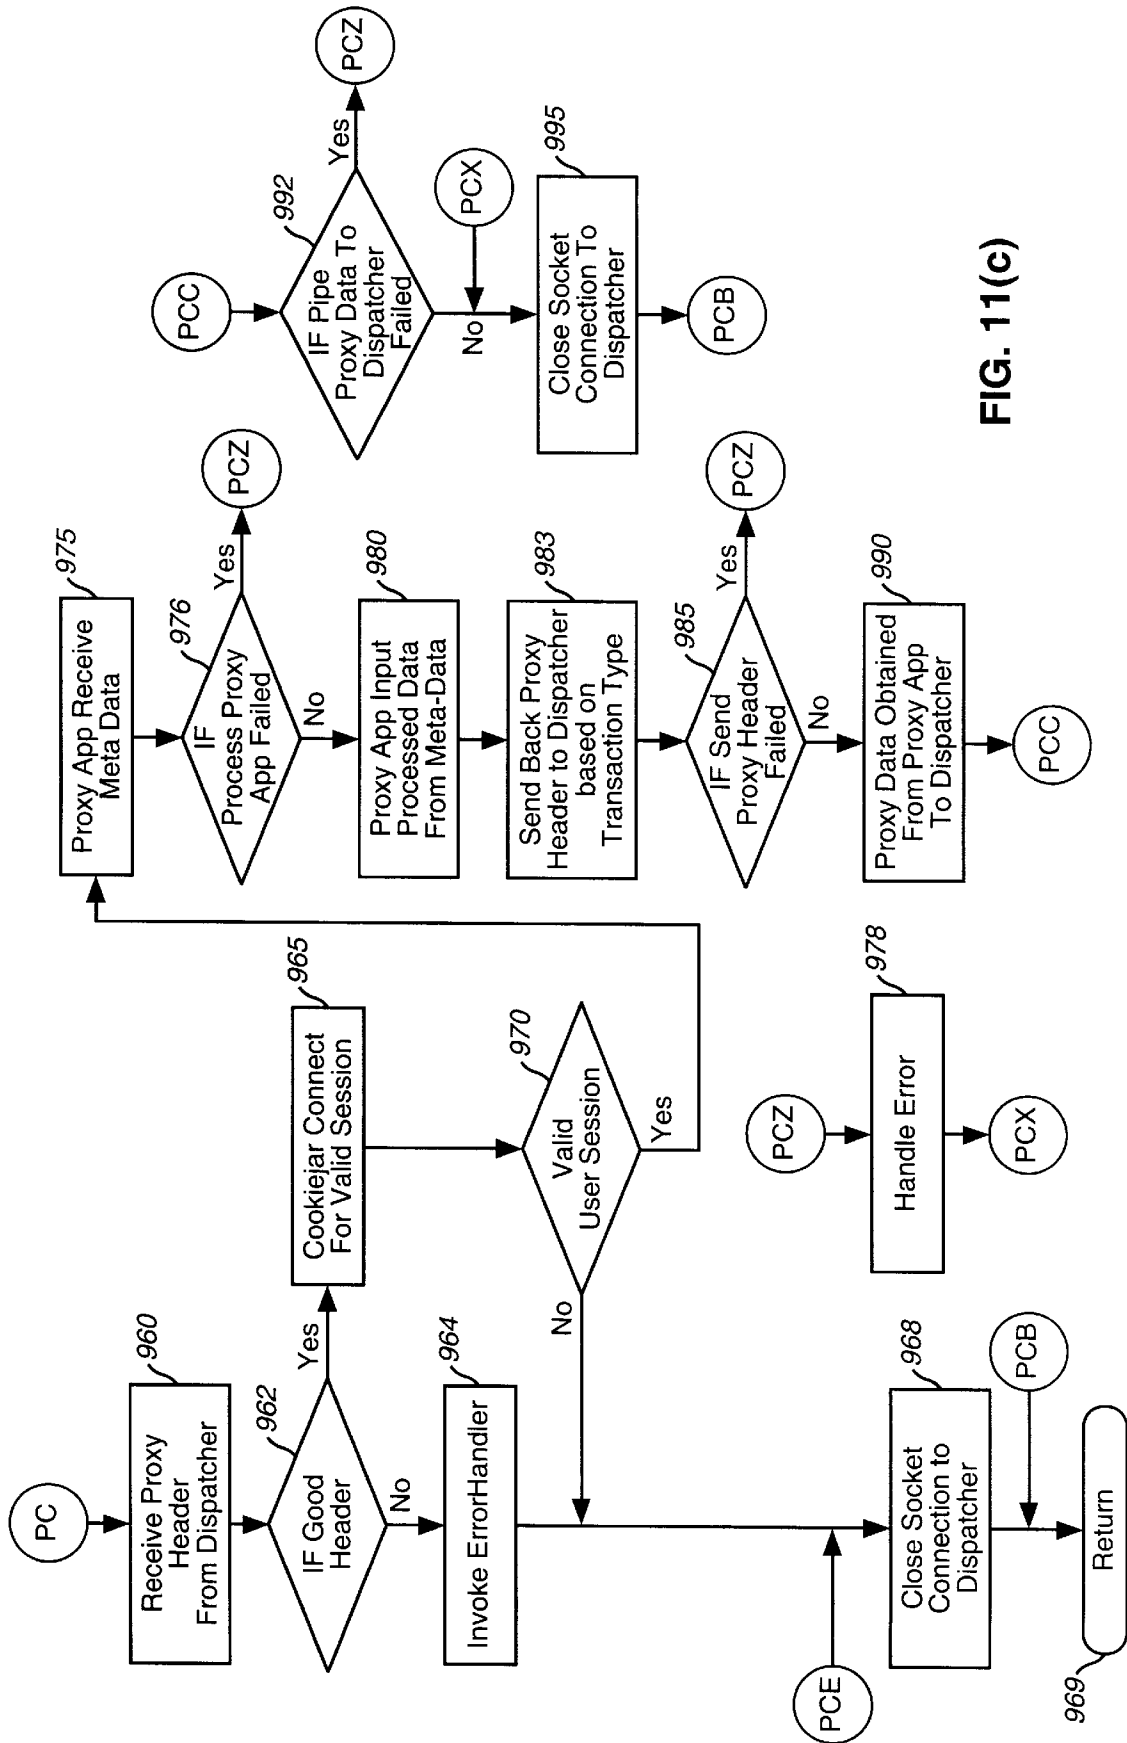 PC
960
Receive Proxy
Header
From Dispatcher
962
IF Good
Header
Yes
No
964
Invoke ErrorHandler
965
Cookiejar Connect
For Valid Session
970
Valid
User Session
No
Yes
PCE
968
Close Socket
Connection to
Dispatcher
PCB
969
Return
975
Proxy App Receive
Meta Data
976
IF
Process Proxy
App Failed
Yes
PCZ
No
980
Proxy App Input
Processed Data
From Meta-Data
983
Send Back Proxy
Header to Dispatcher
based on
Transaction Type
985
IF Send
Proxy Header
Failed
Yes
PCZ
No
990
Proxy Data Obtained
From Proxy App
To Dispatcher
PCC
PCZ
978
Handle Error
PCX
PCC
992
IF Pipe
Proxy Data To
Dispatcher
Failed
Yes
PCZ
No
PCX
995
Close Socket
Connection To
Dispatcher
PCB
FIG. 11(c)